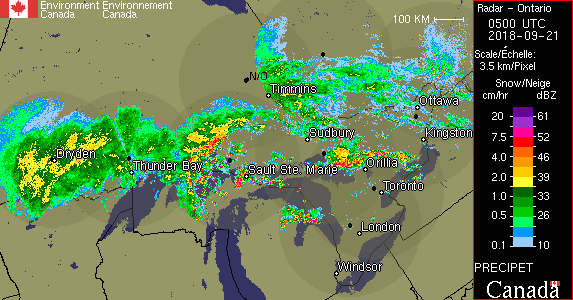 Environment Environnement
Canada Canada
100 KM
Radar - Ontario
0500 UTC
2018-09-21
Scale/Échelle:
3.5 km/Pixel
Snow/Neige
cm/hr dBZ
20 61
7.5 52
4.0 46
2.0 39
1.0 33
0.5 26
0.1 10
PRECIPET
Canada
N/O
Timmins
Ottawa
Kingston
Sudbury
Dryden
Thunder Bay
Sault Ste. Marie
Orillia
Toronto
London
Windsor